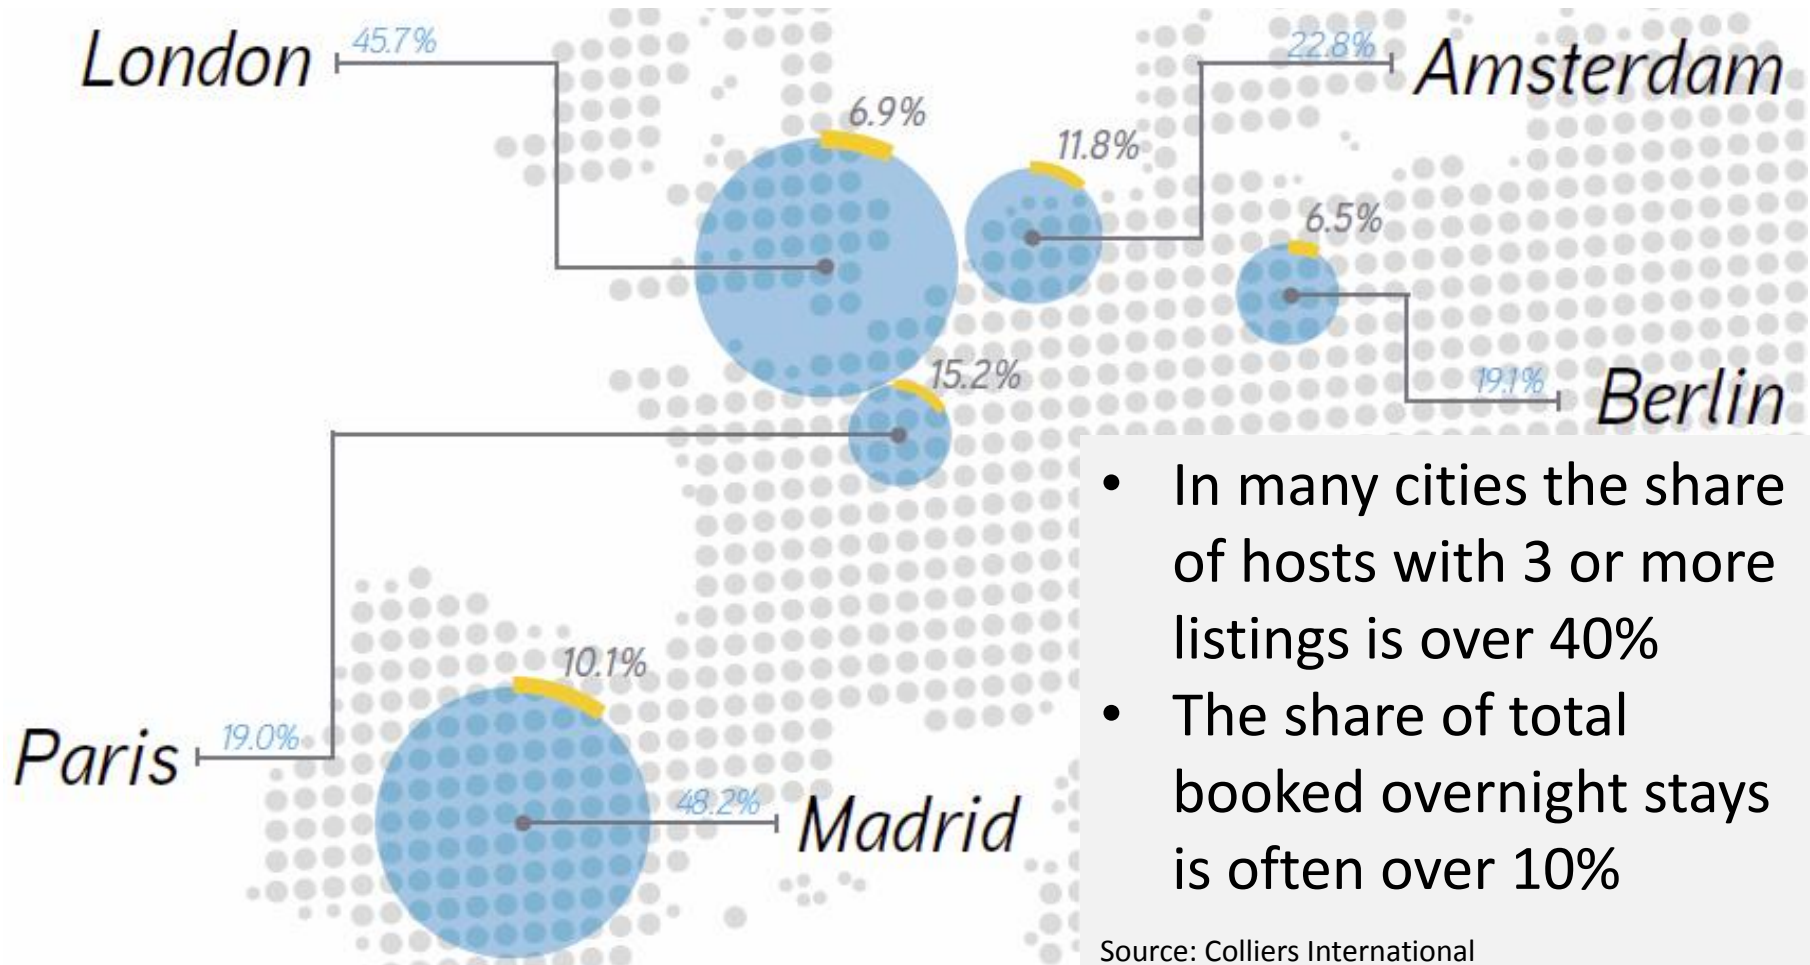 London
45.7%
22.8%
Amsterdam
6.9%
11.8%
6.5%
15.2%
19.1%
Berlin
10.1%
Paris
19.0%
48.2%
Madrid
• In many cities the share
of hosts with 3 or more
listings is over 40%
• The share of total
booked overnight stays
is often over 10%
Source: Colliers International